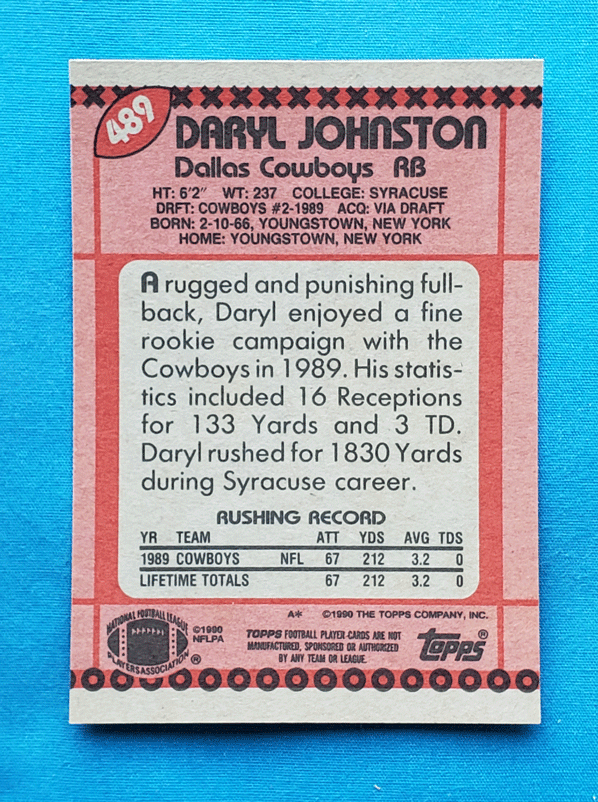 489
DARYL JOHNSTON
Dallas Cowboys RB
HT: 6'2" WT: 237 COLLEGE: SYRACUSE
DRFT: COWBOYS #2-1989 ACQ: VIA DRAFT
BORN: 2-10-66, YOUNGSTOWN, NEW YORK
HOME: YOUNGSTOWN, NEW YORK
A rugged and punishing full-
back, Daryl enjoyed a fine
rookie campaign with the
Cowboys in 1989. His statis-
tics included 16 Receptions
for 133 Yards and 3 TD.
Daryl rushed for 1830 Yards
during Syracuse career.
RUSHING RECORD
YR TEAM ATT YDS AVG TDS
1989 COWBOYS NFL 67 212 3.2 0
LIFETIME TOTALS 67 212 3.2 0
A* ©1990 THE TOPPS COMPANY, INC.
NATIONAL FOOTBALL LEAGUE
PLAYERS ASSOCIATION ®
©1990
NFLPA
TOPPS FOOTBALL PLAYER CARDS ARE NOT
MANUFACTURED, SPONSORED OR AUTHORIZED
BY ANY TEAM OR LEAGUE.
topps®